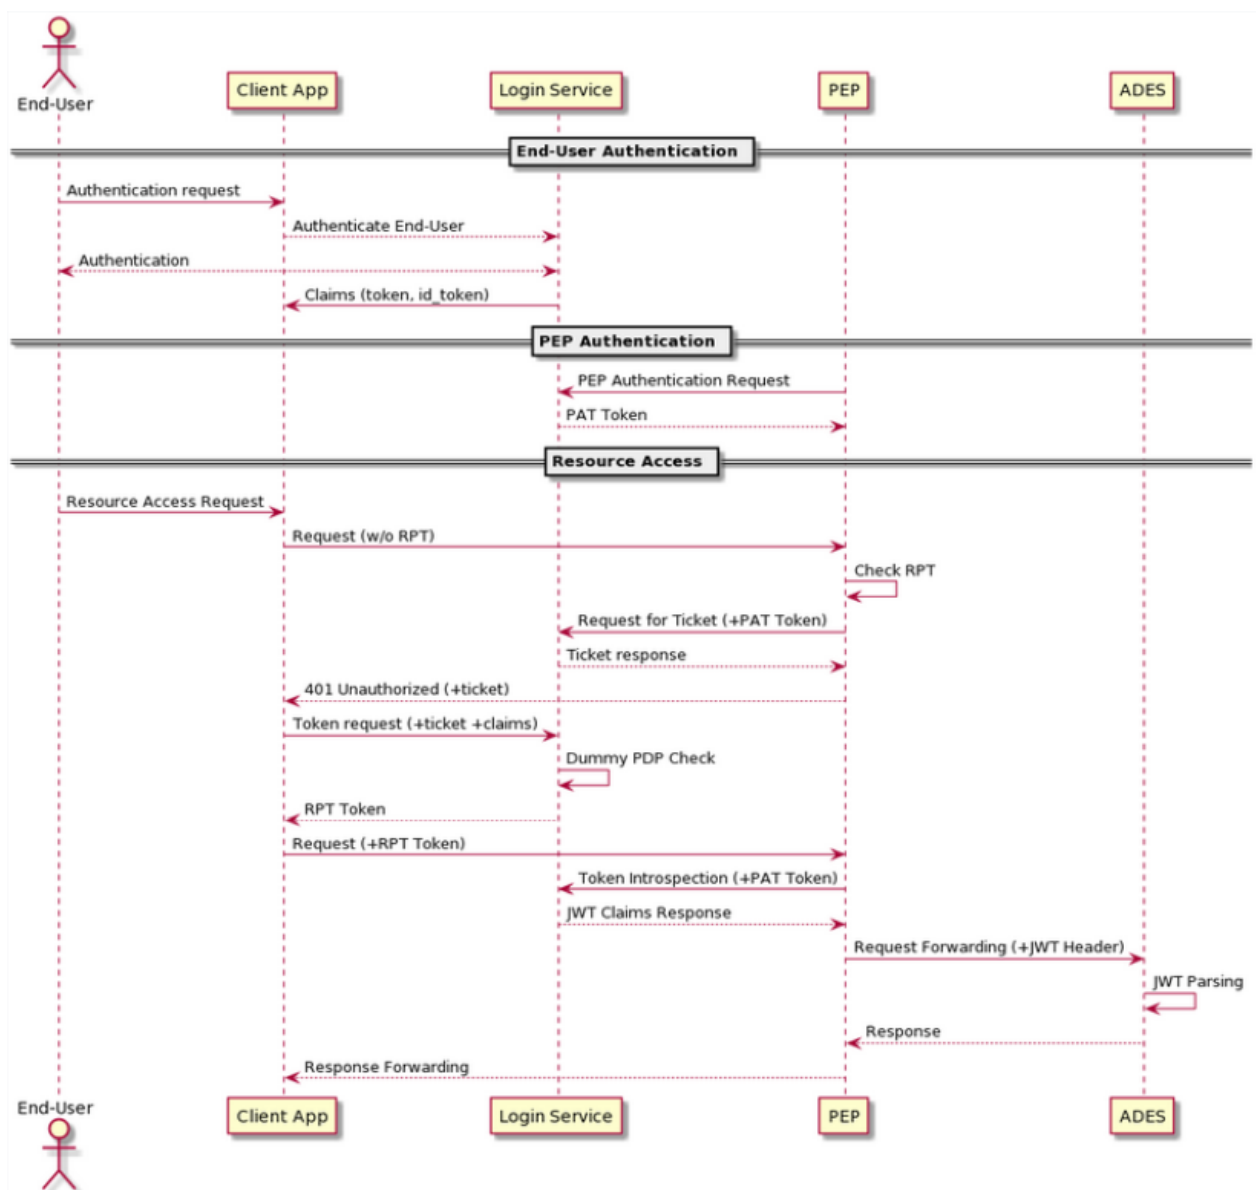 End-User
Client App
Login Service
PEP
ADES
End-User Authentication
Authentication request
Authenticate End-User
Authentication
Claims (token, id_token)
PEP Authentication
PEP Authentication Request
PAT Token
Resource Access
Resource Access Request
Request (w/o RPT)
Check RPT
Request for Ticket (+PAT Token)
Ticket response
401 Unauthorized (+ticket)
Token request (+ticket +claims)
Dummy PDP Check
RPT Token
Request (+RPT Token)
Token Introspection (+PAT Token)
JWT Claims Response
Request Forwarding (+JWT Header)
JWT Parsing
Response
Response Forwarding
End-User
Client App
Login Service
PEP
ADES